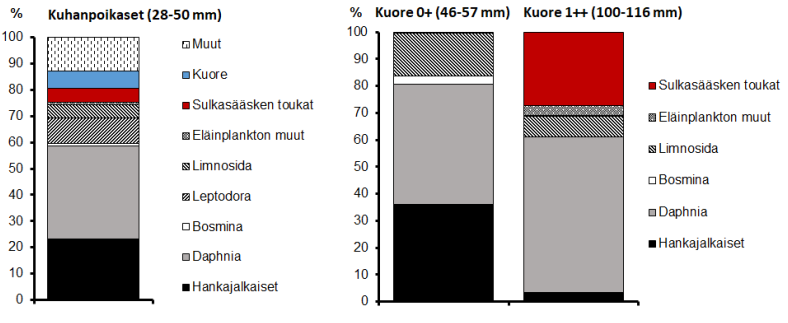 %
Kuhanpoikaset (28-50 mm)
100
90
80
70
60
50
40
30
20
10
0
Muut
Kuore
Sulkasääsken toukat
Eläinplankton muut
Limnosida
Leptodora
Bosmina
Daphnia
Hankajalkaiset
%
Kuore 0+ (46-57 mm)
Kuore 1++ (100-116 mm)
100
90
80
70
60
50
40
30
20
10
0
Sulkasääsken toukat
Eläinplankton muut
Limnosida
Bosmina
Daphnia
Hankajalkaiset